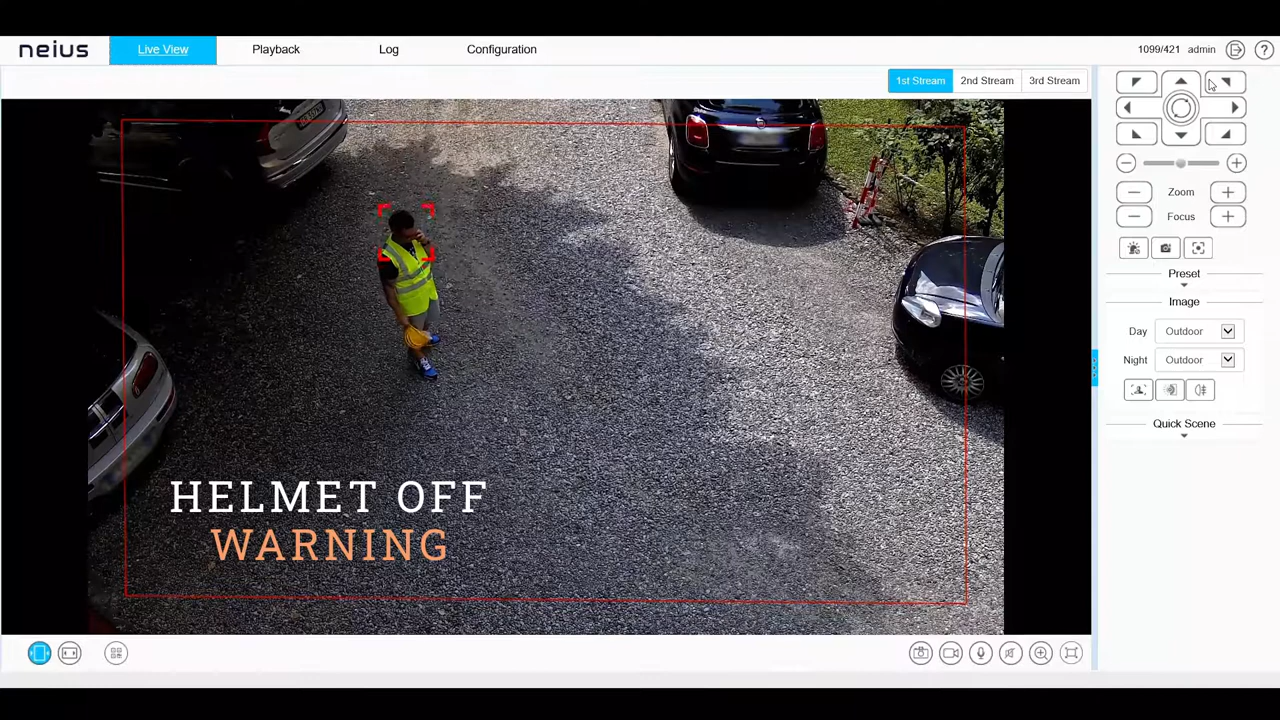 neius
Live View
Playback
Log
Configuration
1099/421 admin
1st Stream
2nd Stream
3rd Stream
Zoom
Focus
Preset
Image
Day Outdoor
Night Outdoor
Quick Scene
HELMET OFF
WARNING